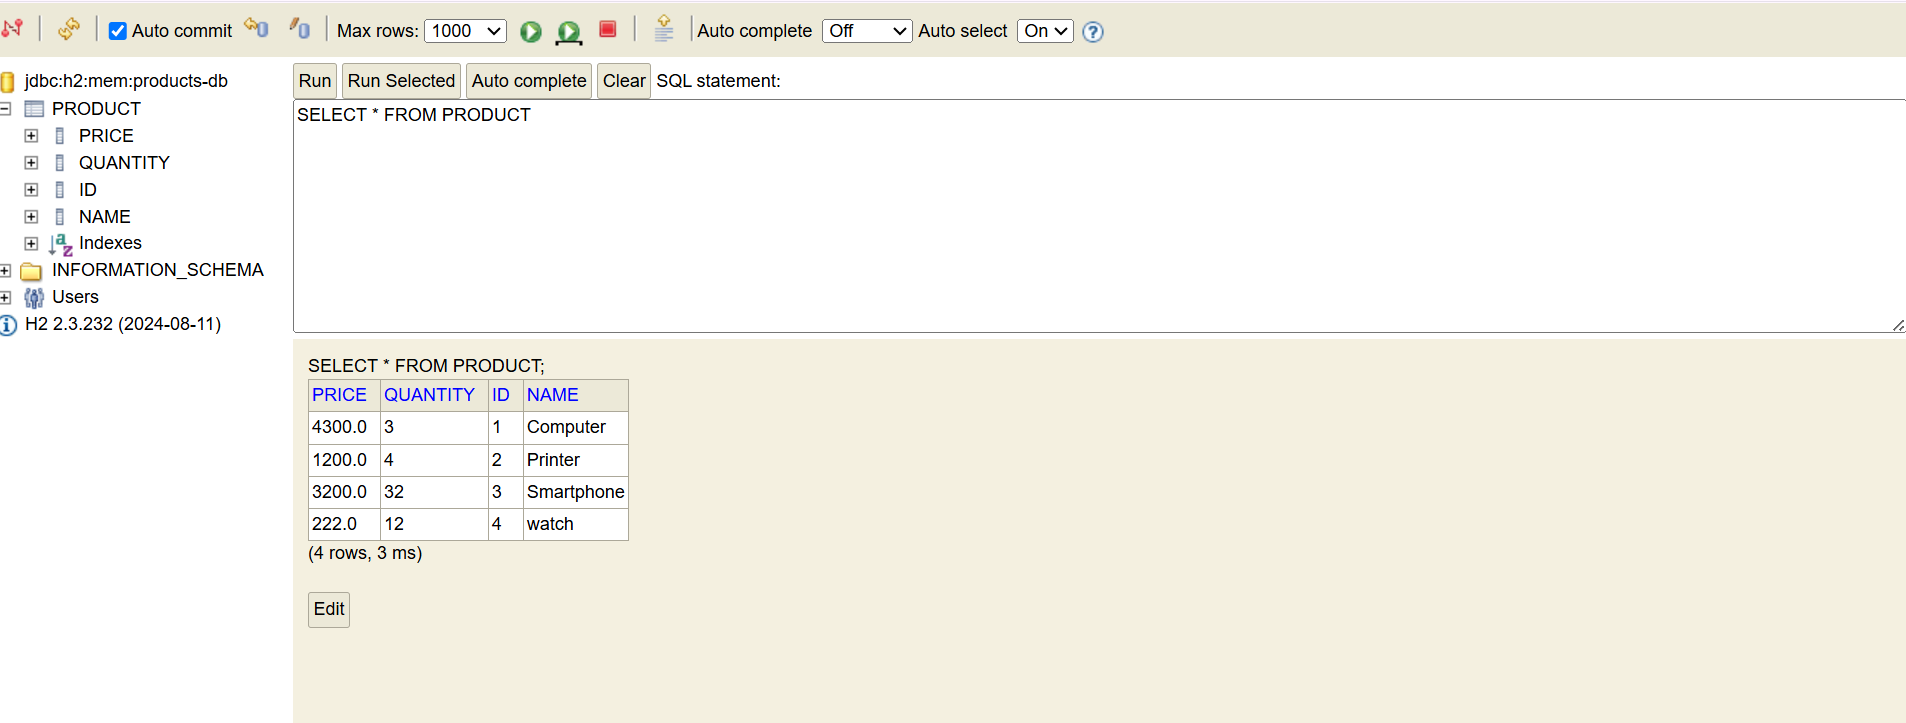 Auto commit Max rows: 1000 Auto complete Off Auto select On ?
jdbc:h2:mem:products-db
PRODUCT
PRICE
QUANTITY
ID
NAME
Indexes
INFORMATION_SCHEMA
Users
H2 2.3.232 (2024-08-11)
Run Run Selected Auto complete Clear SQL statement:
SELECT * FROM PRODUCT
SELECT * FROM PRODUCT;
PRICE QUANTITY ID NAME
4300.0 3 1 Computer
1200.0 4 2 Printer
3200.0 32 3 Smartphone
222.0 12 4 watch
(4 rows, 3 ms)
Edit